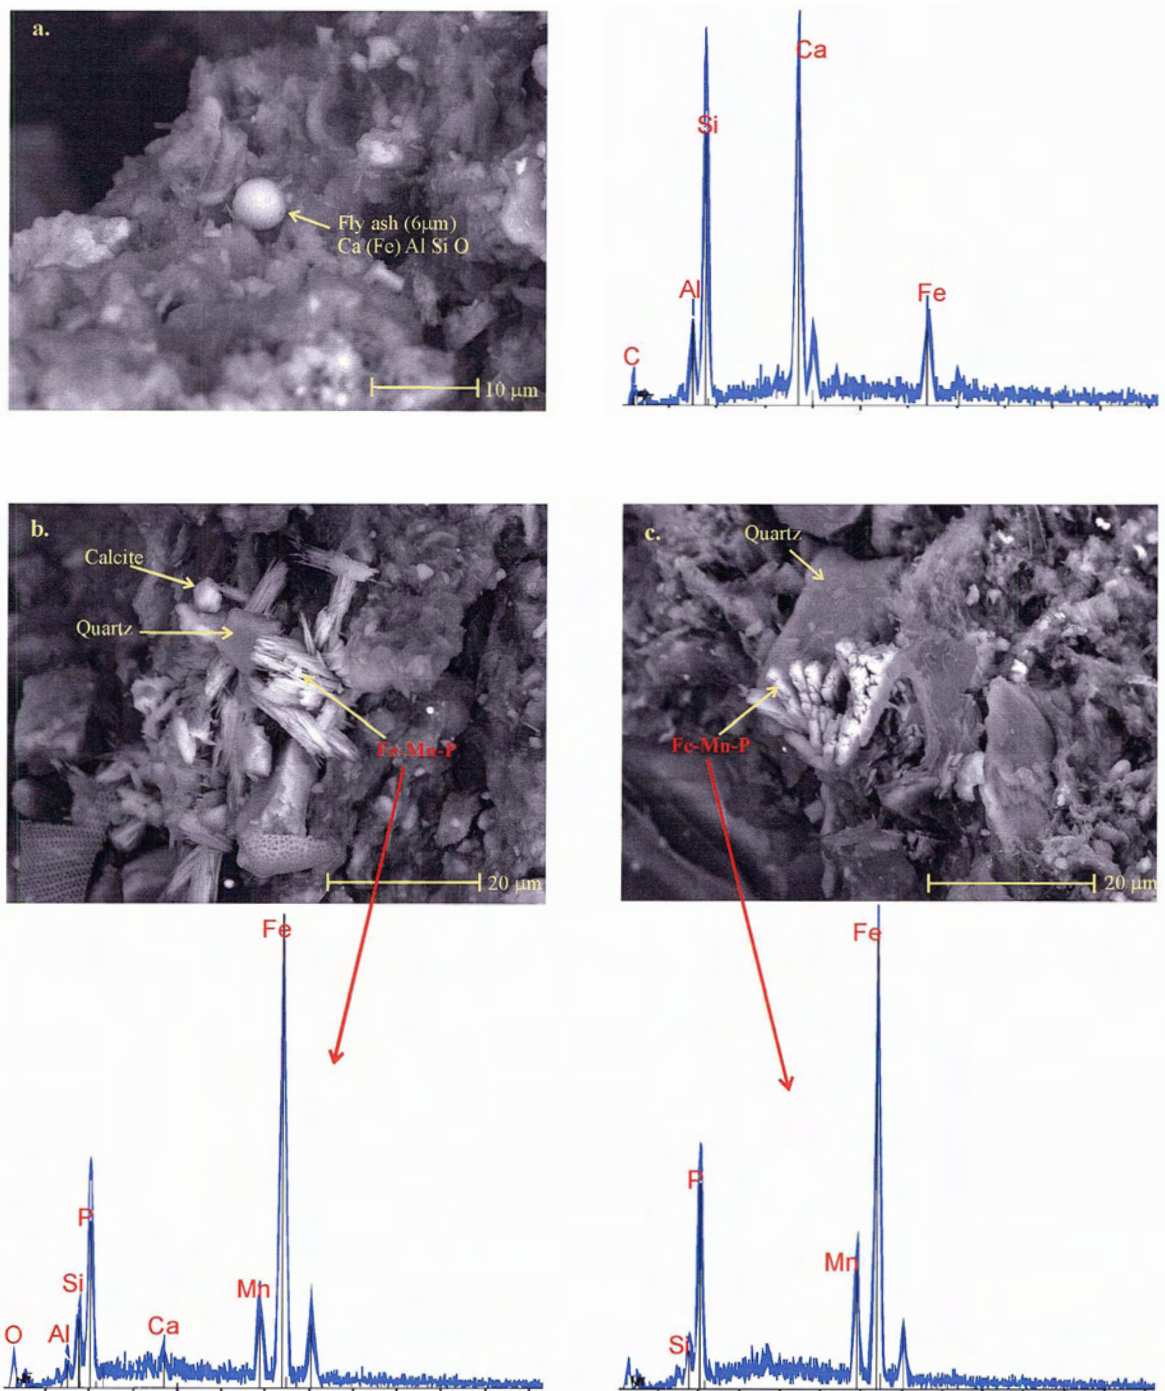 a.
Fly ash (6µm)
Ca (Fe) Al Si O
10 µm
Ca
Si
Al
Fe
C
b.
Calcite
Quartz
Fe-Mn-P
20 µm
c.
Quartz
Fe-Mn-P
20 µm
Fe
P
Si
Mn
O
Al
Ca
Fe
P
Mn
Si